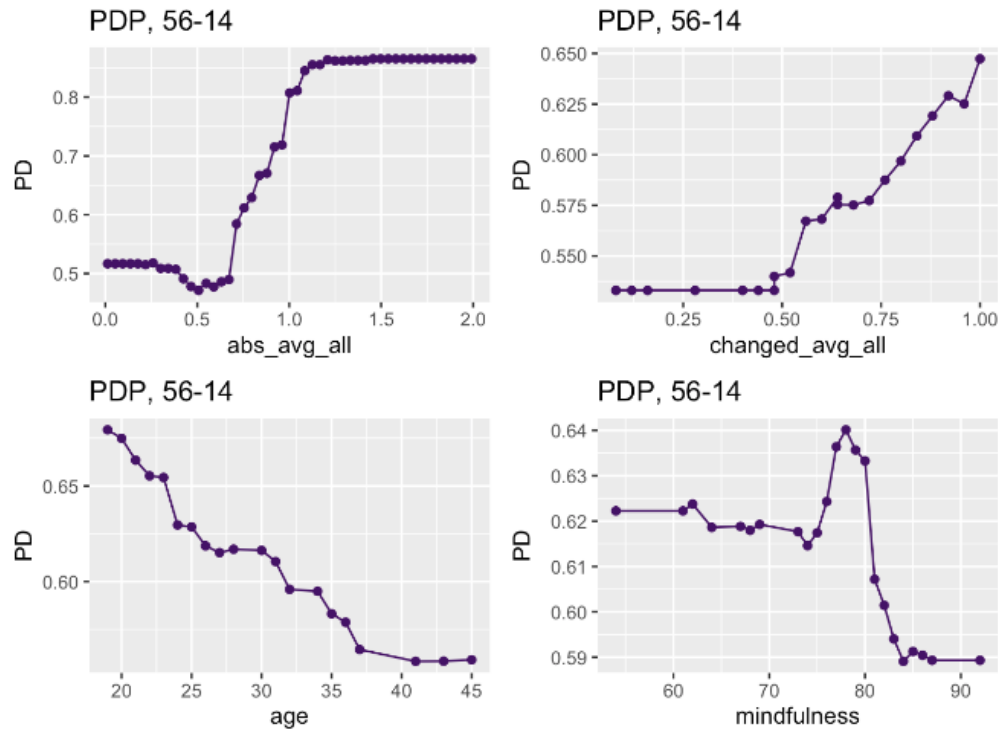 PDP, 56-14
PD
0.8
0.7
0.6
0.5
0.0 0.5 1.0 1.5 2.0
abs_avg_all
PDP, 56-14
PD
0.650
0.625
0.600
0.575
0.550
0.25 0.50 0.75 1.00
changed_avg_all
PDP, 56-14
PD
0.65
0.60
20 25 30 35 40 45
age
PDP, 56-14
PD
0.64
0.63
0.62
0.61
0.60
0.59
60 70 80 90
mindfulness